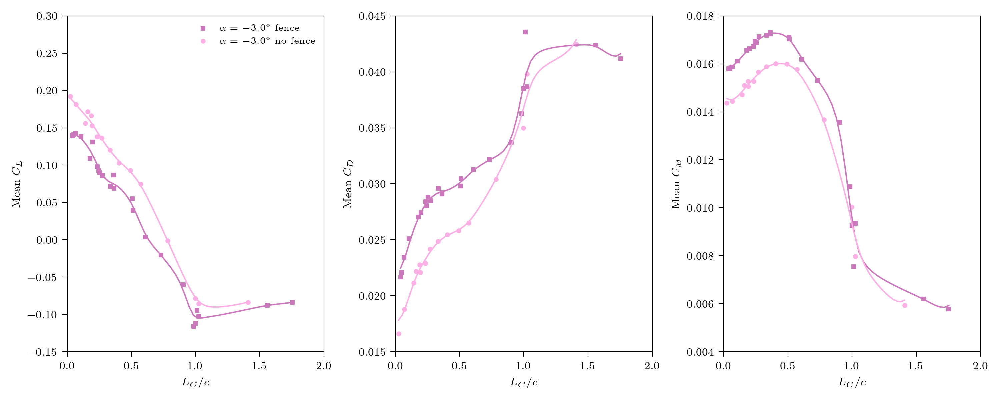 0.30
0.25
0.20
0.15
0.10
0.05
0.00
−0.05
−0.10
−0.15
Mean C_L
0.0 0.5 1.0 1.5 2.0
L_C/c
α = −3.0° fence
α = −3.0° no fence
0.045
0.040
0.035
0.030
0.025
0.020
0.015
Mean C_D
0.0 0.5 1.0 1.5 2.0
L_C/c
0.018
0.016
0.014
0.012
0.010
0.008
0.006
0.004
Mean C_M
0.0 0.5 1.0 1.5 2.0
L_C/c